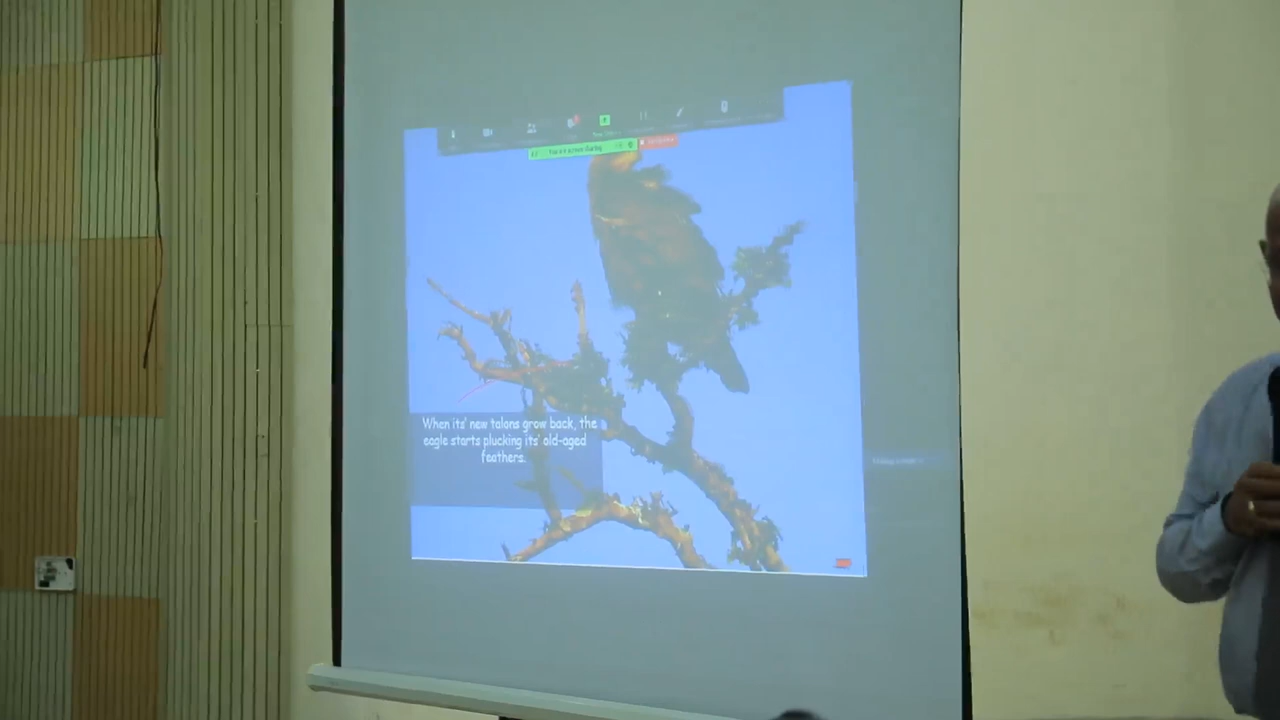 When its' new talons grow back, the
eagle starts plucking its' old-aged
feathers.